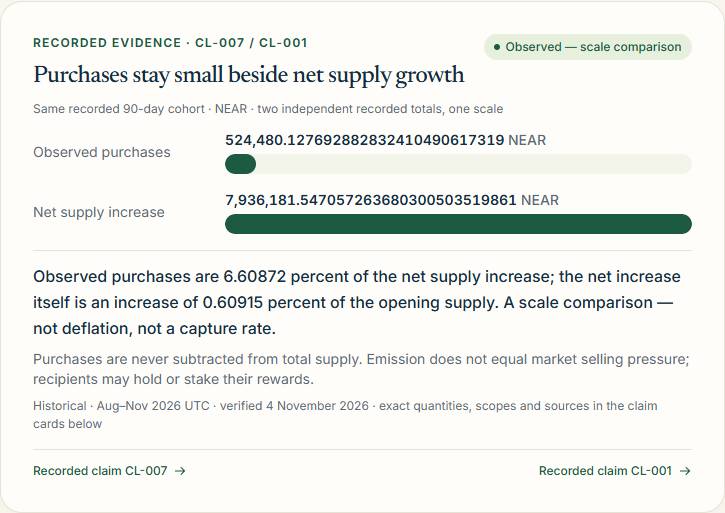 RECORDED EVIDENCE · CL-007 / CL-001
Observed — scale comparison
Purchases stay small beside net supply growth
Same recorded 90-day cohort · NEAR · two independent recorded totals, one scale
Observed purchases
524,480.127692882832410490617319 NEAR
Net supply increase
7,936,181.547057263680300503519861 NEAR
Observed purchases are 6.60872 percent of the net supply increase; the net increase
itself is an increase of 0.60915 percent of the opening supply. A scale comparison —
not deflation, not a capture rate.
Purchases are never subtracted from total supply. Emission does not equal market selling pressure;
recipients may hold or stake their rewards.
Historical · Aug–Nov 2026 UTC · verified 4 November 2026 · exact quantities, scopes and sources in the claim
cards below
Recorded claim CL-007 →
Recorded claim CL-001 →